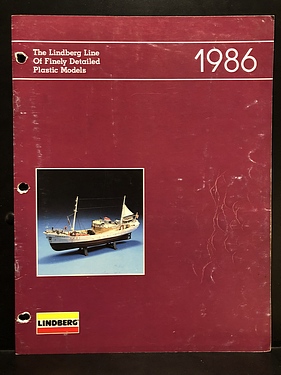 The Lindberg Line
Of Finely Detailed
Plastic Models
1986
LINDBERG